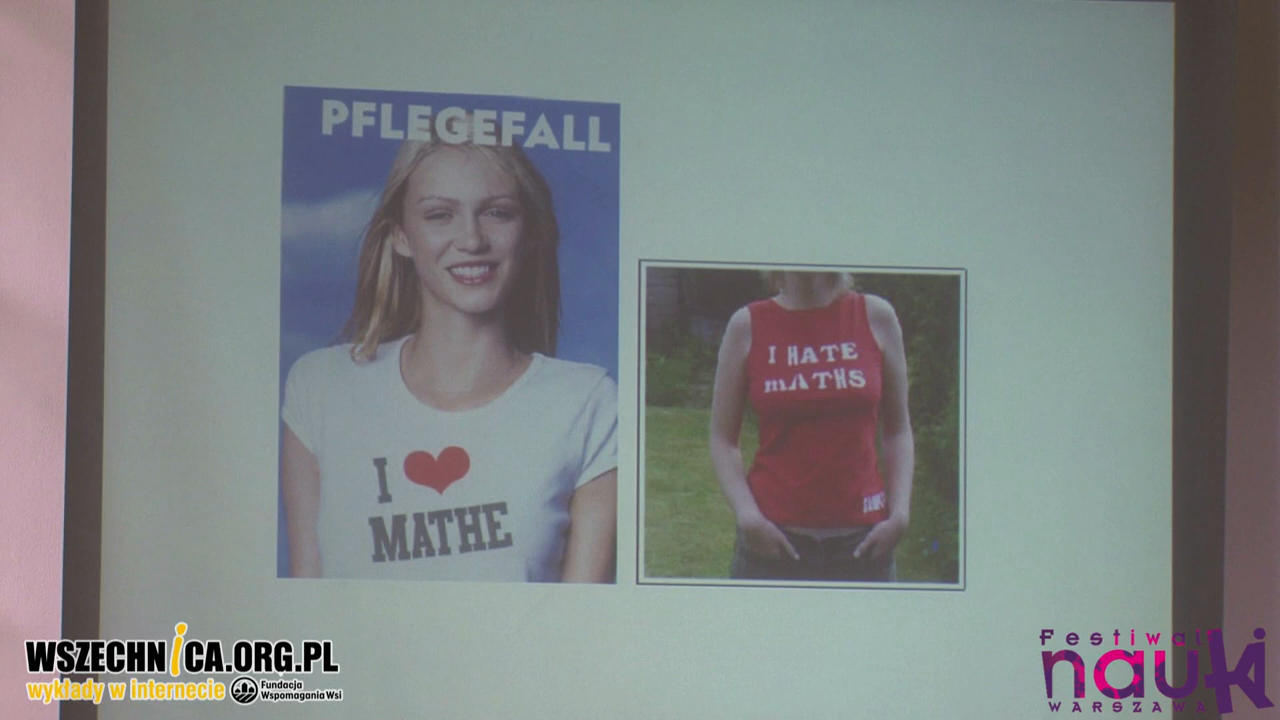 PFLEGEFALL
I
MATHE
I HATE
mATHS
WSZECHNiCA.ORG.PL
wykłady w internecie
Fundacja
Wspomagania Wsi
Festiwal
nauki
WARSZAWA